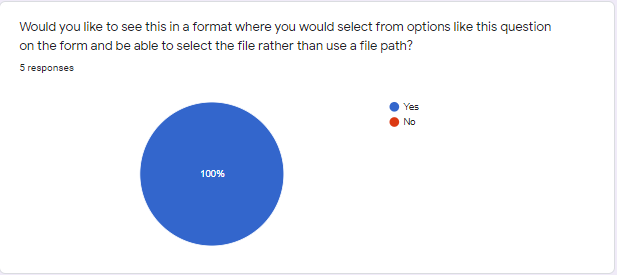 Would you like to see this in a format where you would select from options like this question
on the form and be able to select the file rather than use a file path?
5 responses
Yes
No
100%